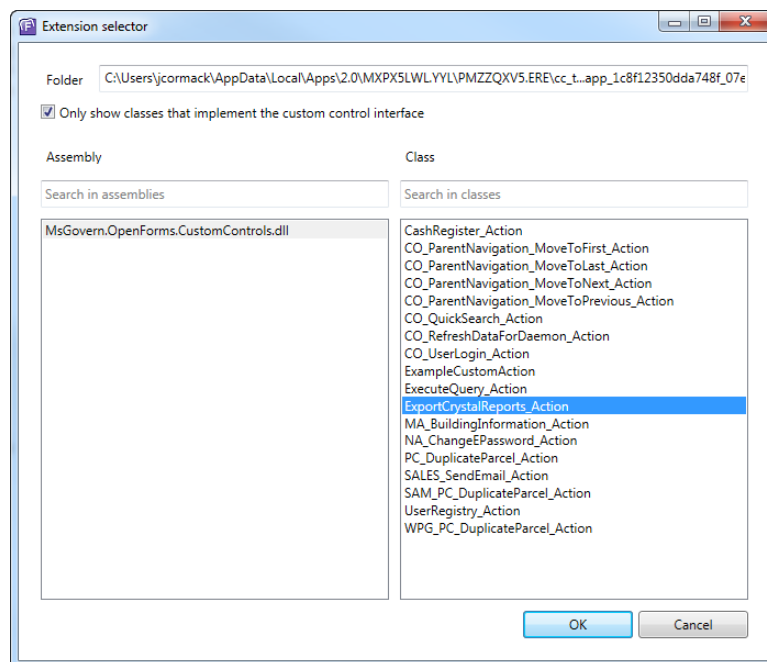 Extension selector
Folder C:\Users\jcormack\AppData\Local\Apps\2.0\MXPX5LWL.YYL\PMZZQXV5.ERE\cc_t...app_1c8f12350dda748f_07e
Only show classes that implement the custom control interface
Assembly
Class
Search in assemblies
Search in classes
MsGovern.OpenForms.CustomControls.dll
CashRegister_Action
CO_ParentNavigation_MoveToFirst_Action
CO_ParentNavigation_MoveToLast_Action
CO_ParentNavigation_MoveToNext_Action
CO_ParentNavigation_MoveToPrevious_Action
CO_QuickSearch_Action
CO_RefreshDataForDaemon_Action
CO_UserLogin_Action
ExampleCustomAction
ExecuteQuery_Action
ExportCrystalReports_Action
MA_BuildingInformation_Action
NA_ChangeEPassword_Action
PC_DuplicateParcel_Action
SALES_SendEmail_Action
SAM_PC_DuplicateParcel_Action
UserRegistry_Action
WPG_PC_DuplicateParcel_Action
OK
Cancel